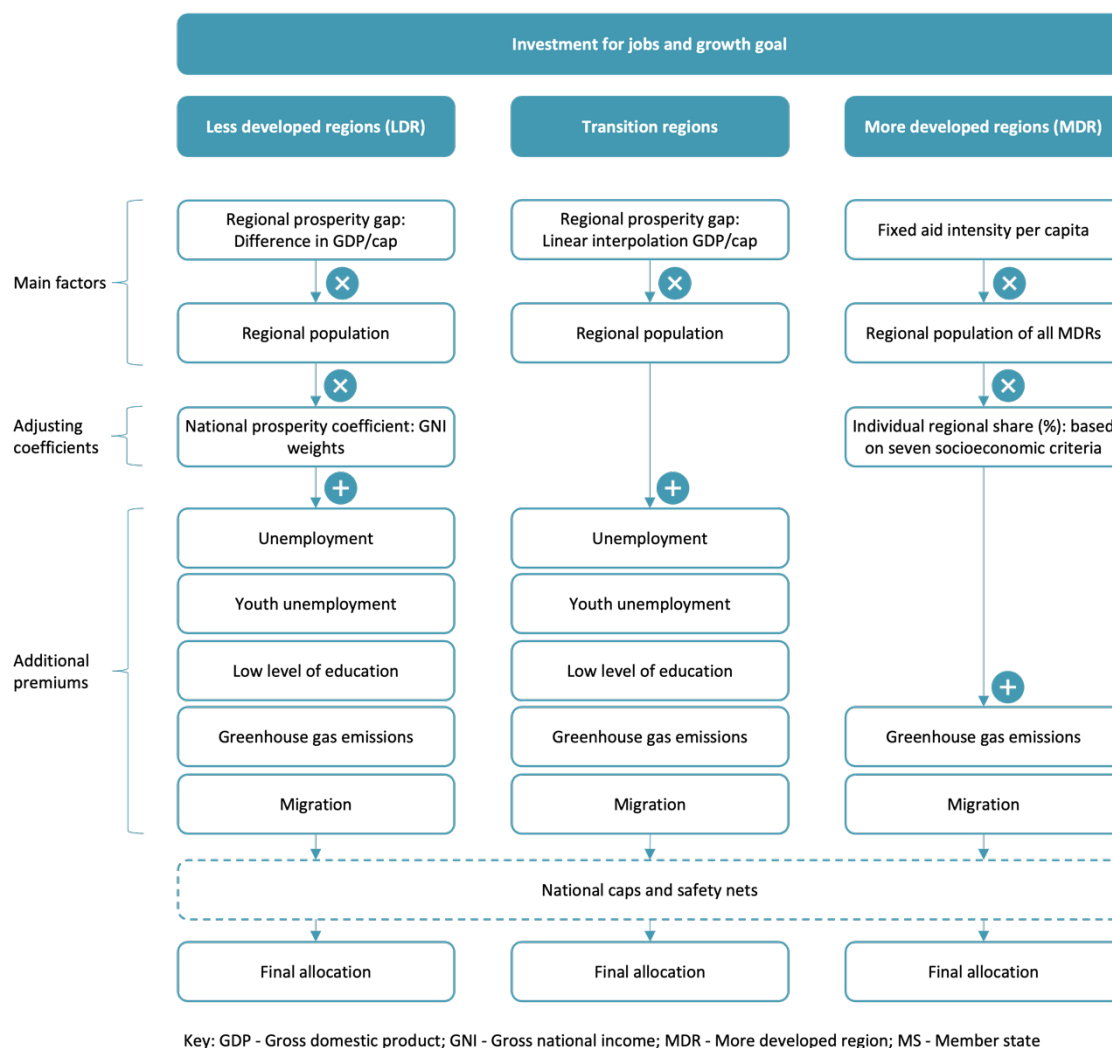 Investment for jobs and growth goal
Less developed regions (LDR)
Transition regions
More developed regions (MDR)
Main factors
Regional prosperity gap:
Difference in GDP/cap
Regional prosperity gap:
Linear interpolation GDP/cap
Fixed aid intensity per capita
×
×
×
Regional population
Regional population
Regional population of all MDRs
×
×
Adjusting
coefficients
National prosperity coefficient: GNI
weights
Individual regional share (%): based
on seven socioeconomic criteria
+
+
Additional
premiums
Unemployment
Unemployment
Youth unemployment
Youth unemployment
Low level of education
Low level of education
+
Greenhouse gas emissions
Greenhouse gas emissions
Greenhouse gas emissions
Migration
Migration
Migration
National caps and safety nets
Final allocation
Final allocation
Final allocation
Key: GDP - Gross domestic product; GNI - Gross national income; MDR - More developed region; MS - Member state